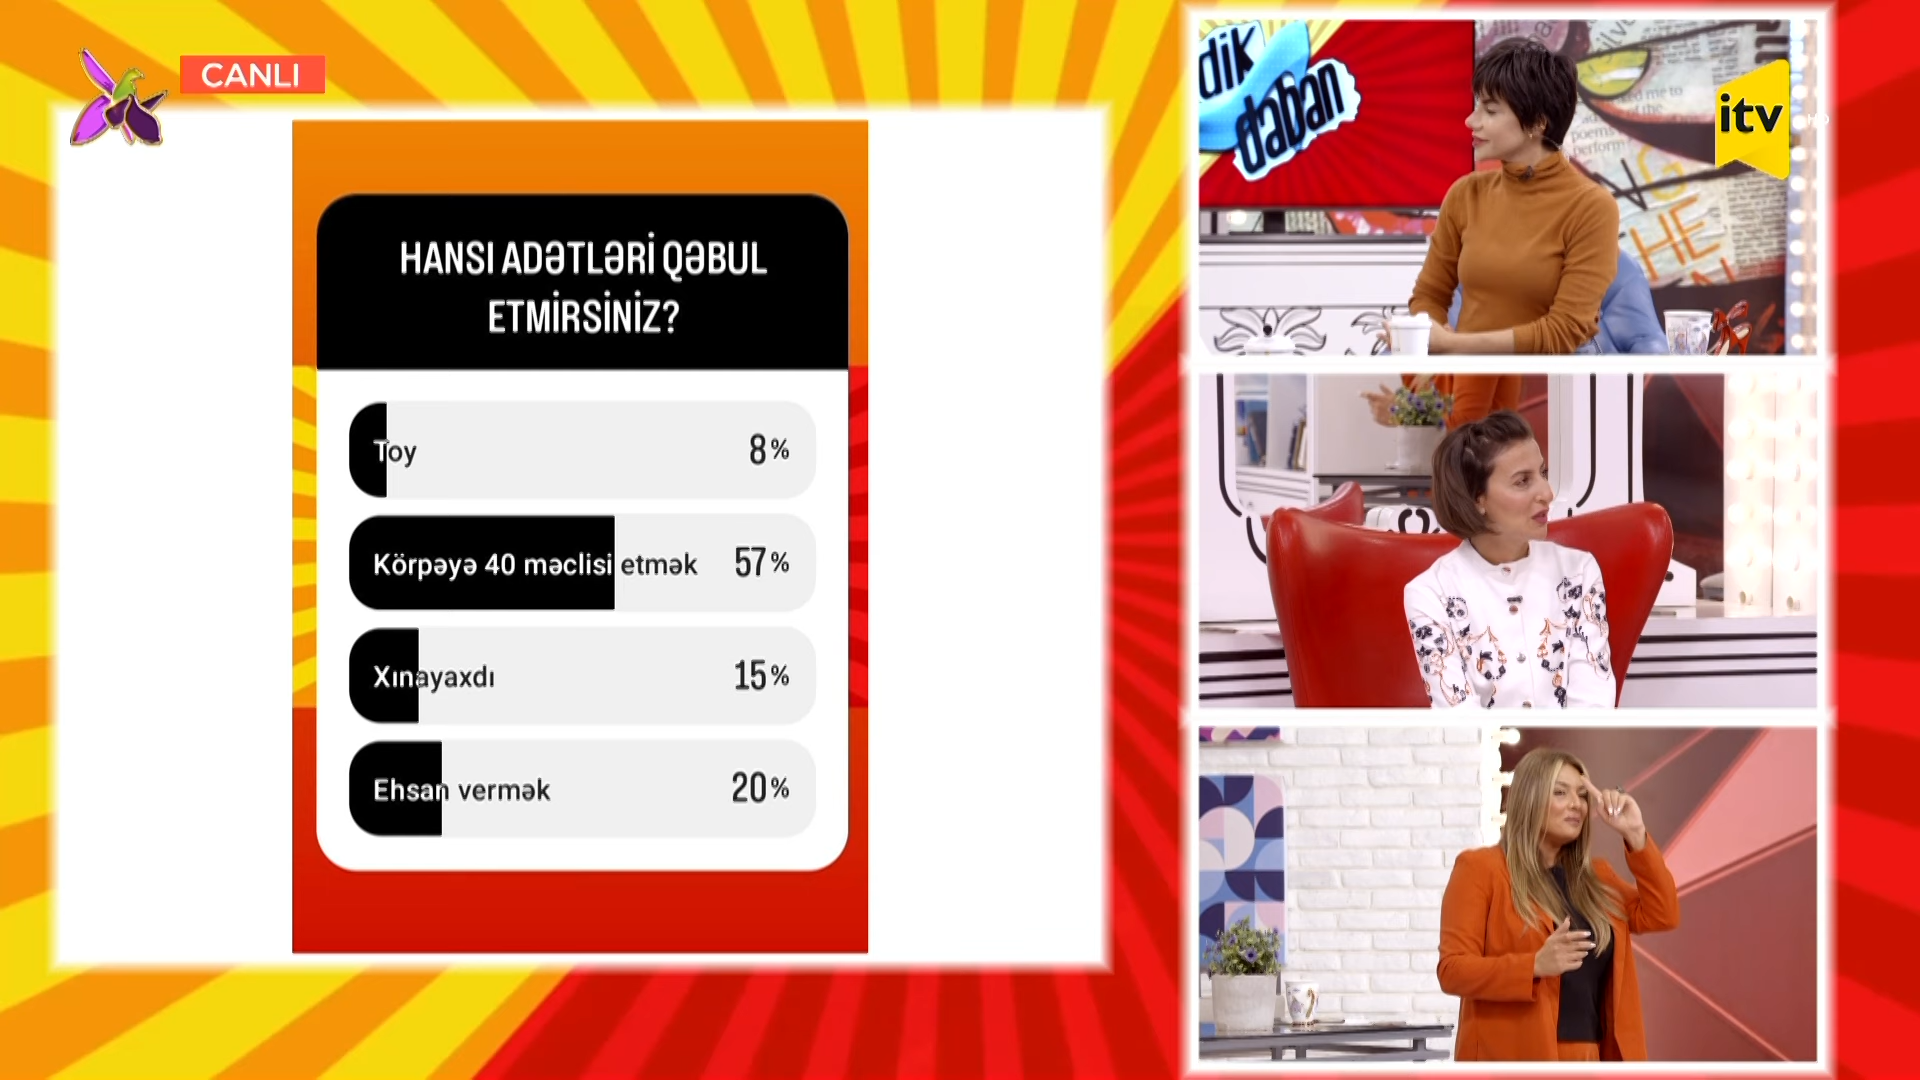 CANLI
HANSI ADƏTLƏRİ QƏBUL
ETMİRSİNİZ?
Toy 8%
Körpəyə 40 məclisi etmək 57%
Xınayaxdı 15%
Ehsan vermək 20%
dik
daban
itv
HD